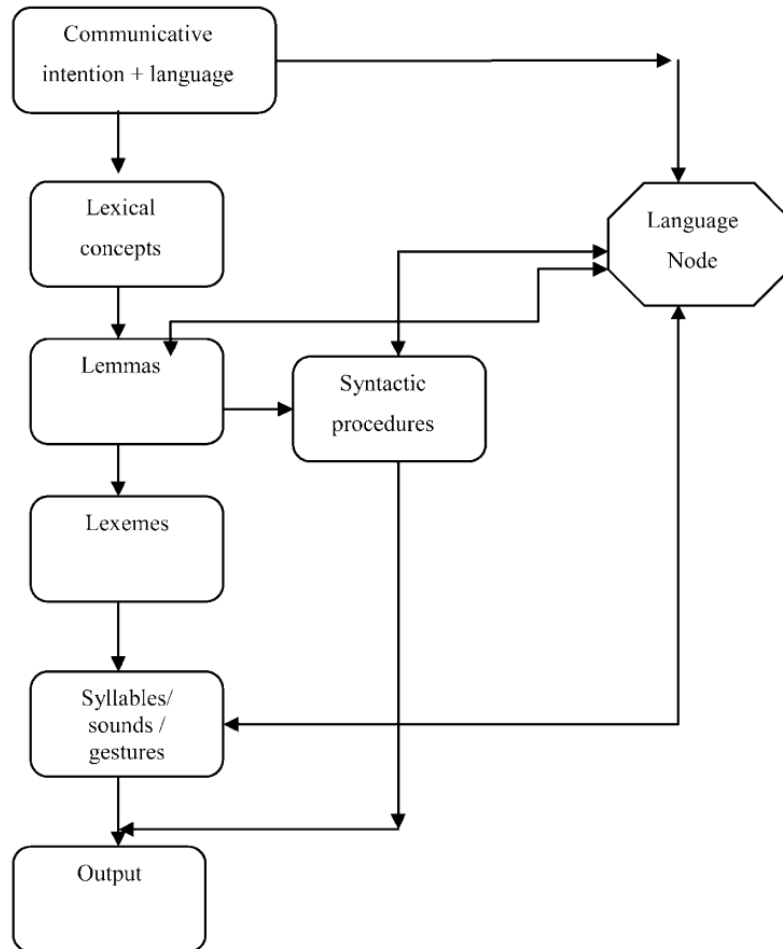 Communicative
intention + language
Lexical
concepts
Language
Node
Lemmas
Syntactic
procedures
Lexemes
Syllables/
sounds /
gestures
Output